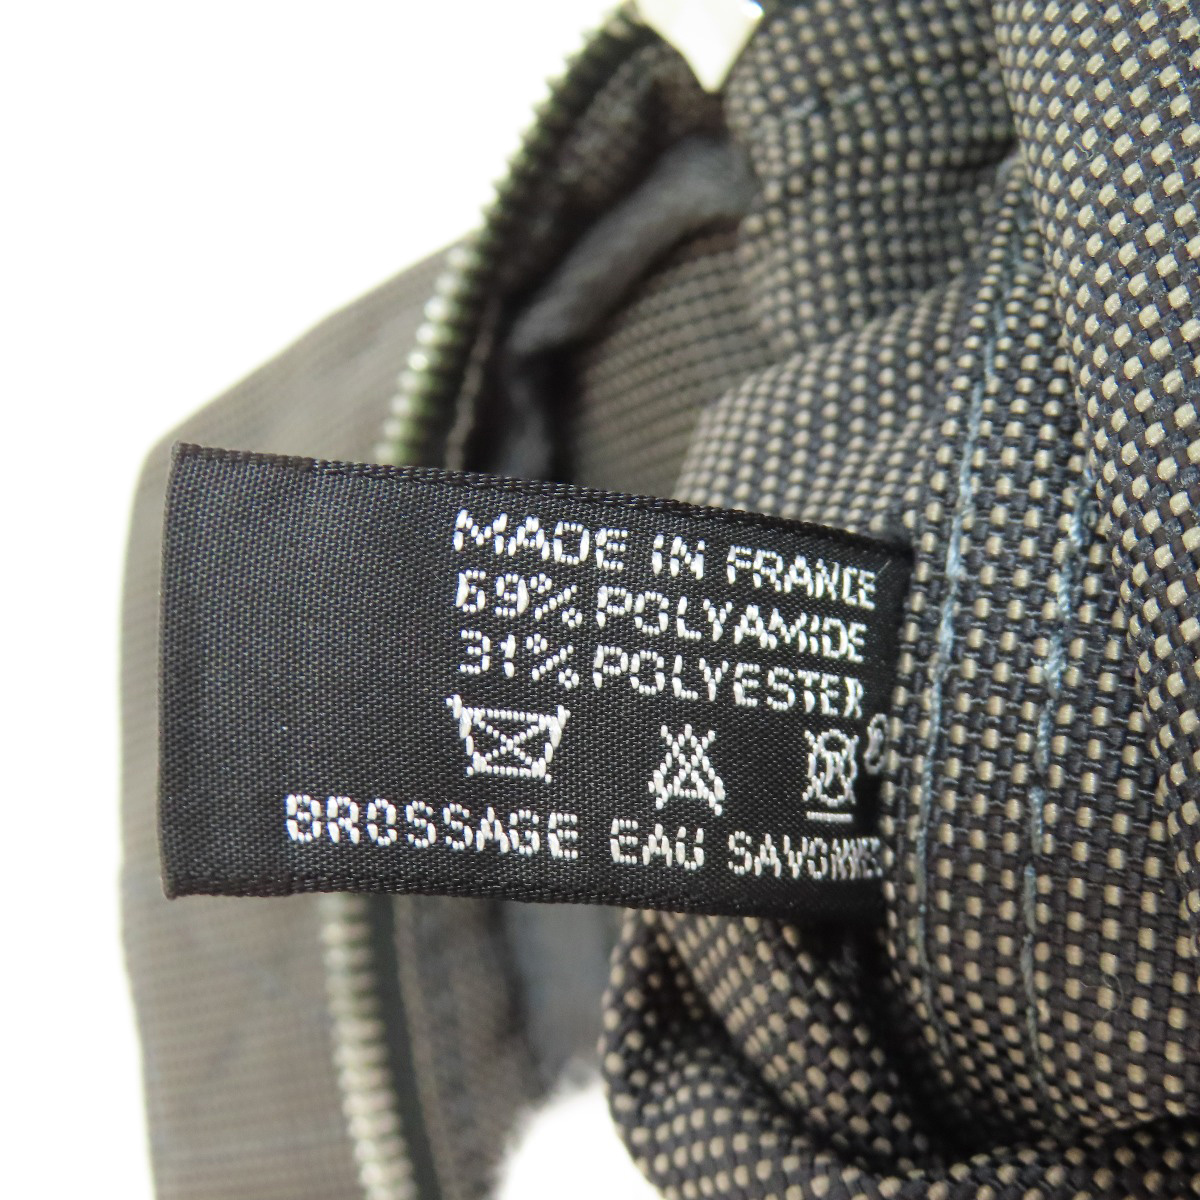 MADE IN FRANCE
69% POLYAMIDE
31% POLYESTER
BROSSAGE EAU SAVONNEE